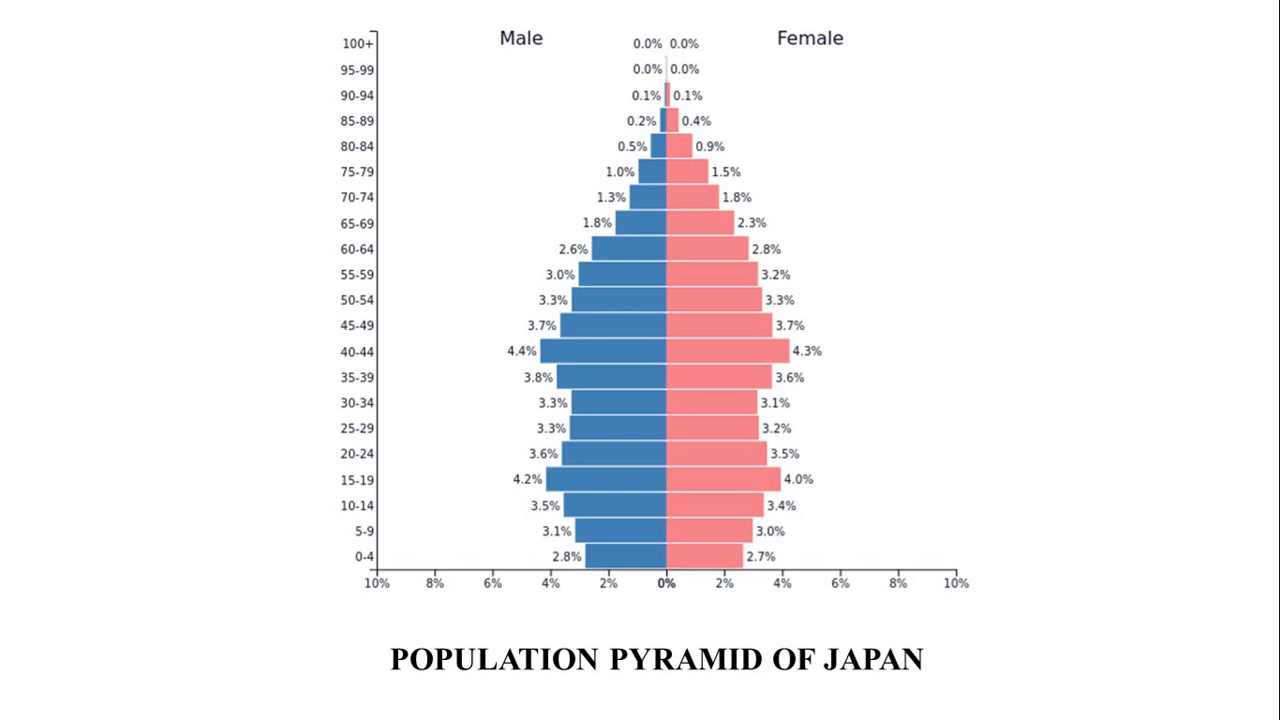 Male Female
100+ 0.0% 0.0%
95-99 0.0% 0.0%
90-94 0.1% 0.1%
85-89 0.2% 0.4%
80-84 0.5% 0.9%
75-79 1.0% 1.5%
70-74 1.3% 1.8%
65-69 1.8% 2.3%
60-64 2.6% 2.8%
55-59 3.0% 3.2%
50-54 3.3% 3.3%
45-49 3.7% 3.7%
40-44 4.4% 4.3%
35-39 3.8% 3.6%
30-34 3.3% 3.1%
25-29 3.3% 3.2%
20-24 3.6% 3.5%
15-19 4.2% 4.0%
10-14 3.5% 3.4%
5-9 3.1% 3.0%
0-4 2.8% 2.7%
10% 8% 6% 4% 2% 0% 2% 4% 6% 8% 10%
POPULATION PYRAMID OF JAPAN